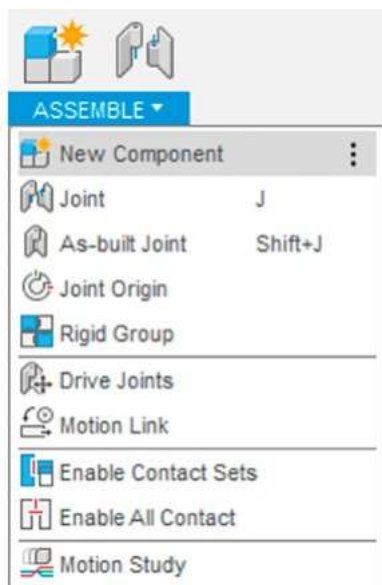 ASSEMBLE
New Component
Joint J
As-built Joint Shift+J
Joint Origin
Rigid Group
Drive Joints
Motion Link
Enable Contact Sets
Enable All Contact
Motion Study